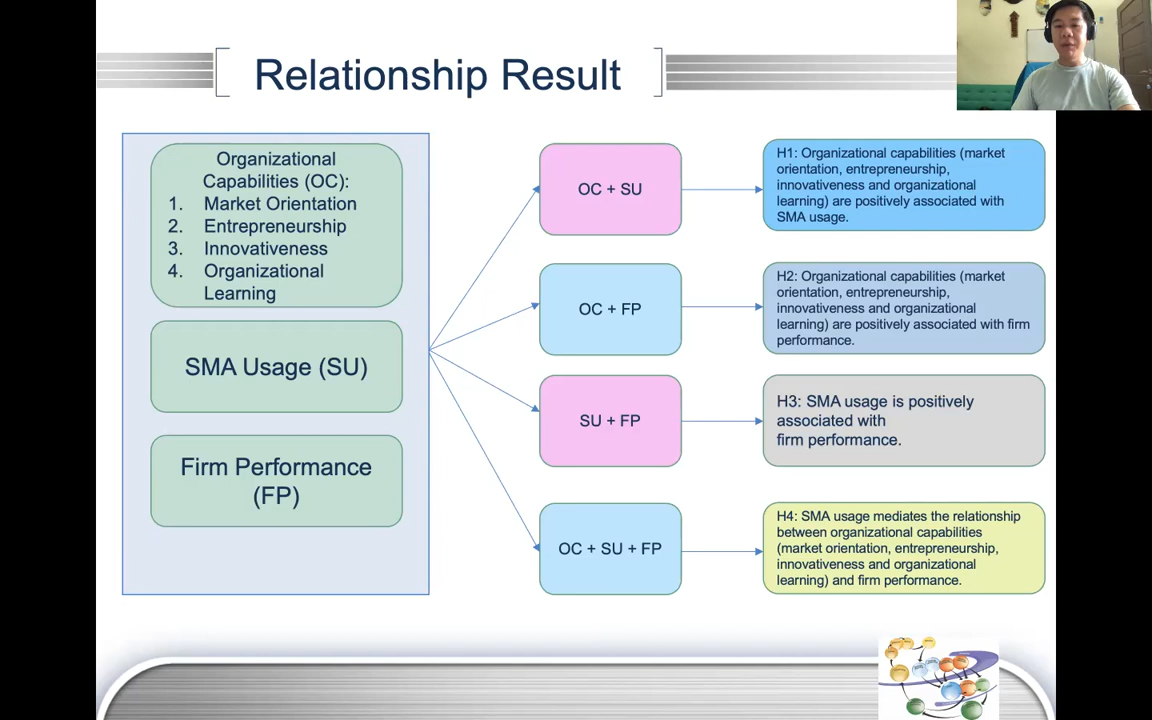 Relationship Result
Organizational
Capabilities (OC):
1. Market Orientation
2. Entrepreneurship
3. Innovativeness
4. Organizational
Learning
SMA Usage (SU)
Firm Performance
(FP)
OC + SU
H1: Organizational capabilities (market
orientation, entrepreneurship,
innovativeness and organizational
learning) are positively associated with
SMA usage.
OC + FP
H2: Organizational capabilities (market
orientation, entrepreneurship,
innovativeness and organizational
learning) are positively associated with firm
performance.
SU + FP
H3: SMA usage is positively
associated with
firm performance.
OC + SU + FP
H4: SMA usage mediates the relationship
between organizational capabilities
(market orientation, entrepreneurship,
innovativeness and organizational
learning) and firm performance.